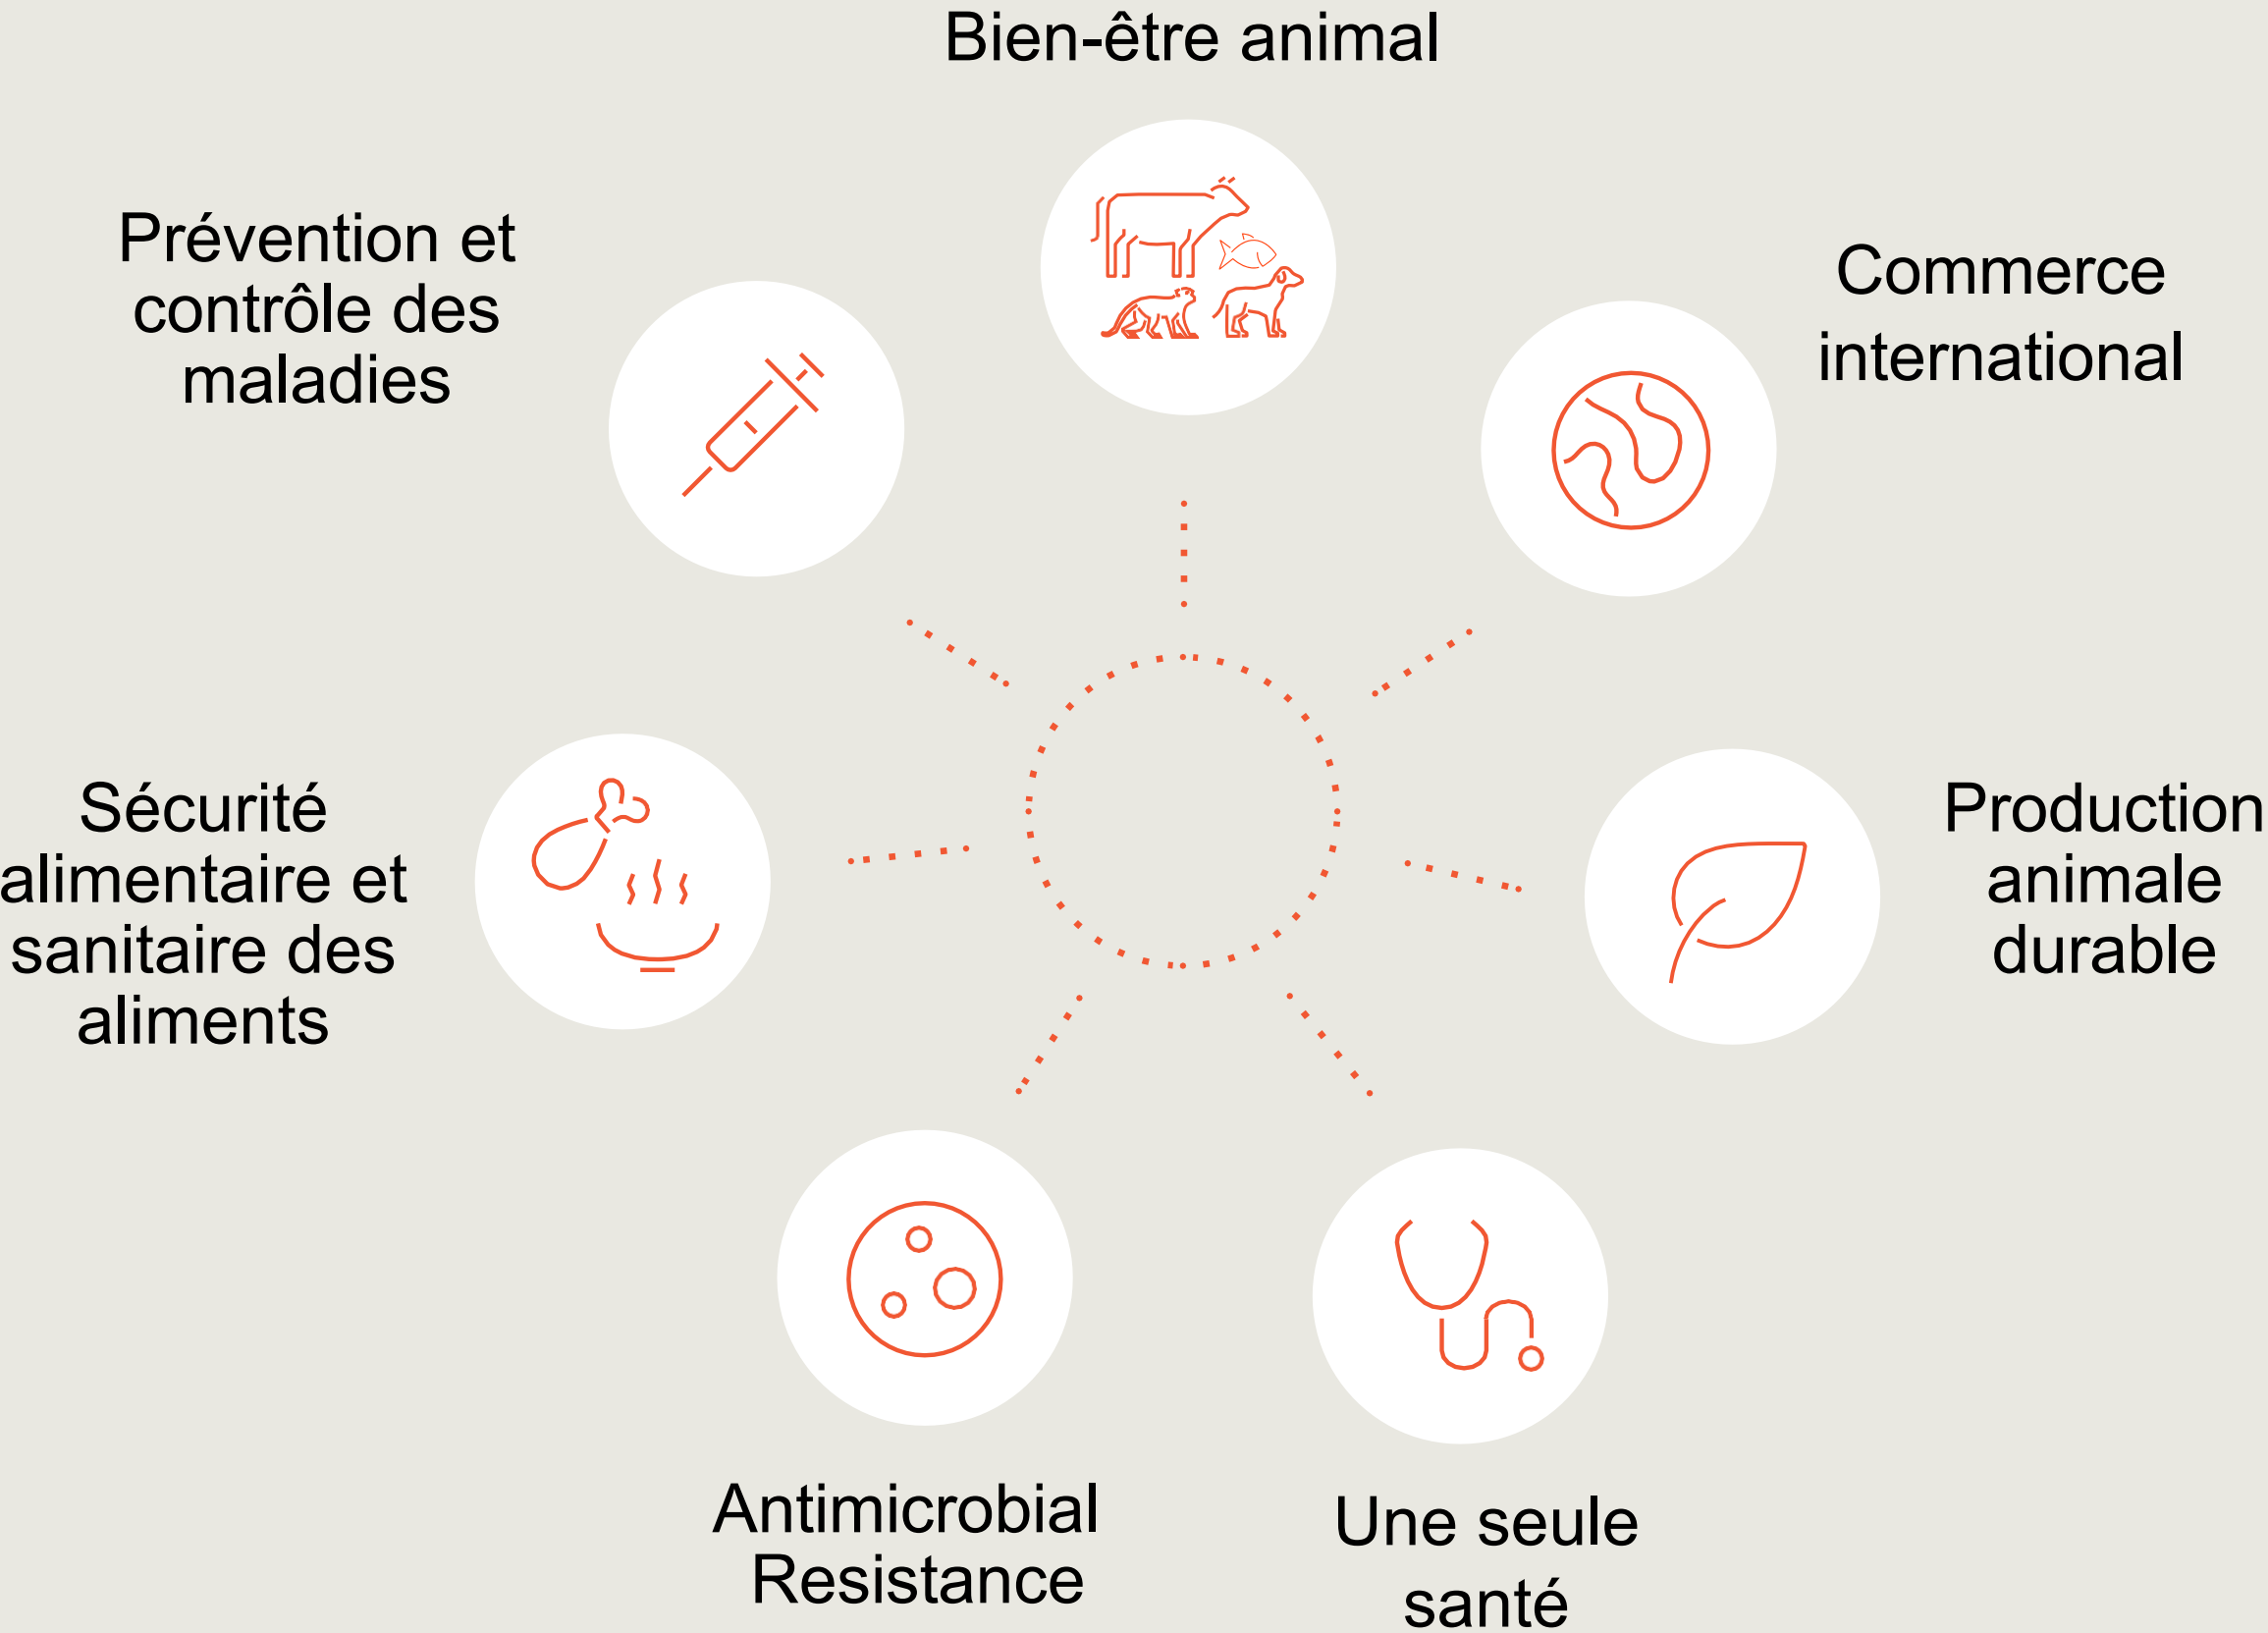 Bien-être animal
Prévention et
contrôle des
maladies
Commerce
international
Sécurité
alimentaire et
sanitaire des
aliments
Production
animale
durable
Antimicrobial
Resistance
Une seule
santé